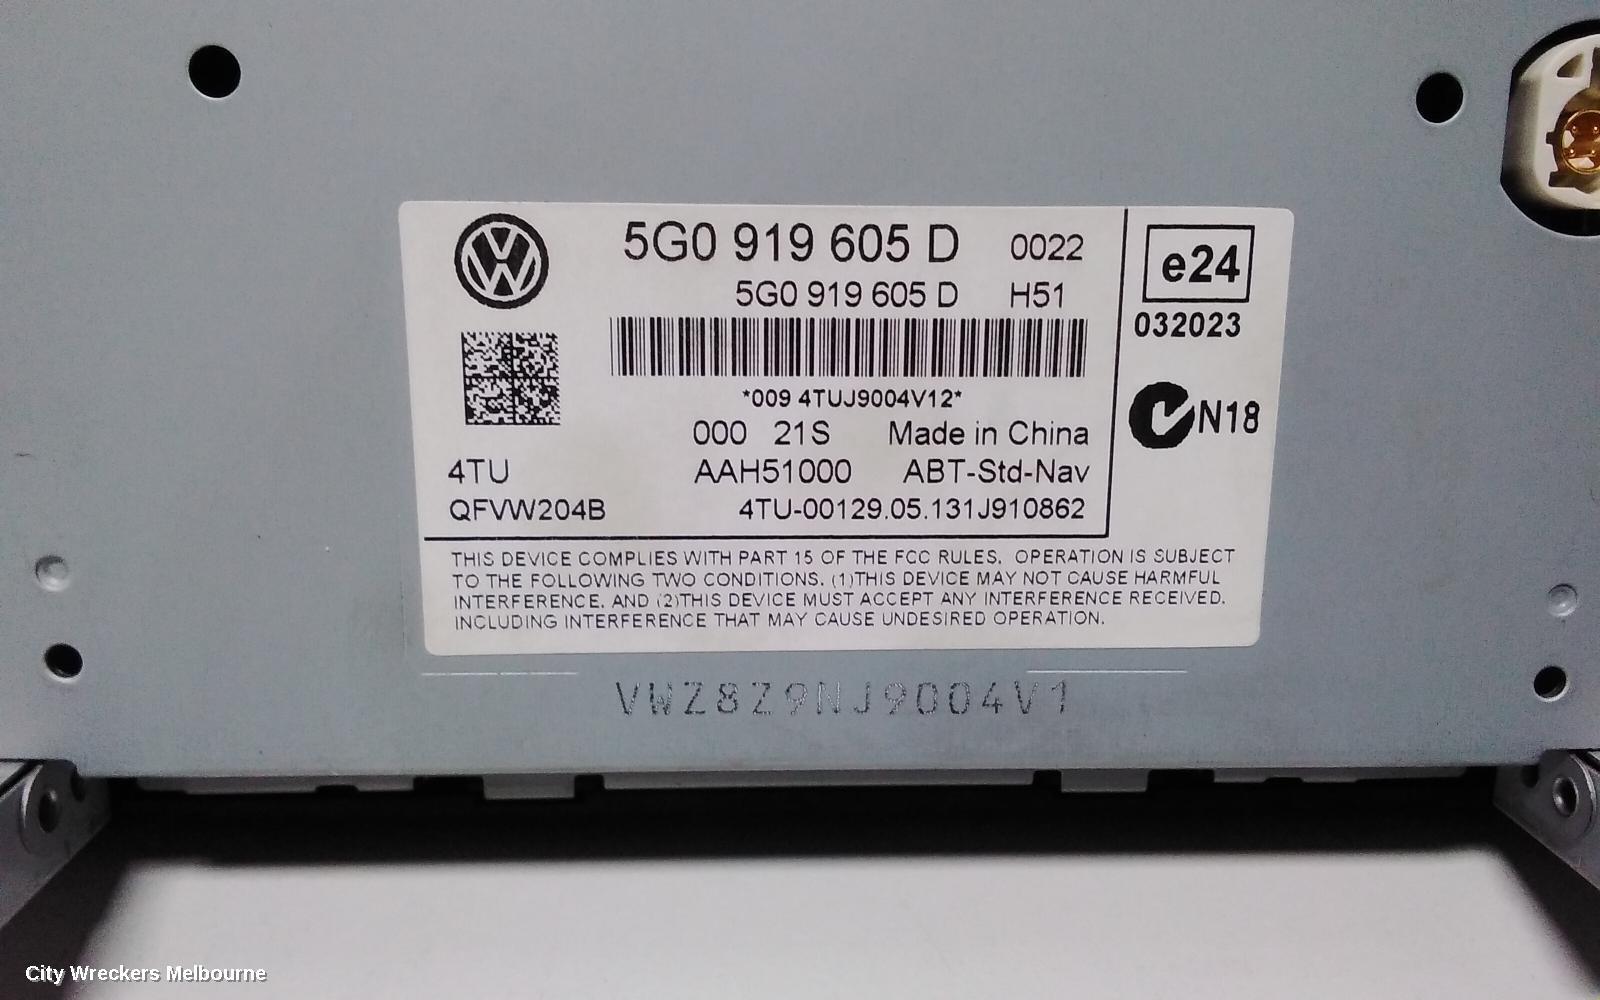 5G0 919 605 D 0022
5G0 919 605 D H51
*009 4TUJ9004V12*
000 21S Made in China
4TU AAH51000 ABT-Std-Nav
QFVW204B 4TU-00129.05.131J910862
e24
032023
N18
THIS DEVICE COMPLIES WITH PART 15 OF THE FCC RULES. OPERATION IS SUBJECT
TO THE FOLLOWING TWO CONDITIONS. (1)THIS DEVICE MAY NOT CAUSE HARMFUL
INTERFERENCE. AND (2)THIS DEVICE MUST ACCEPT ANY INTERFERENCE RECEIVED.
INCLUDING INTERFERENCE THAT MAY CAUSE UNDESIRED OPERATION.
VWZ8Z9NJ9004V1
City Wreckers Melbourne